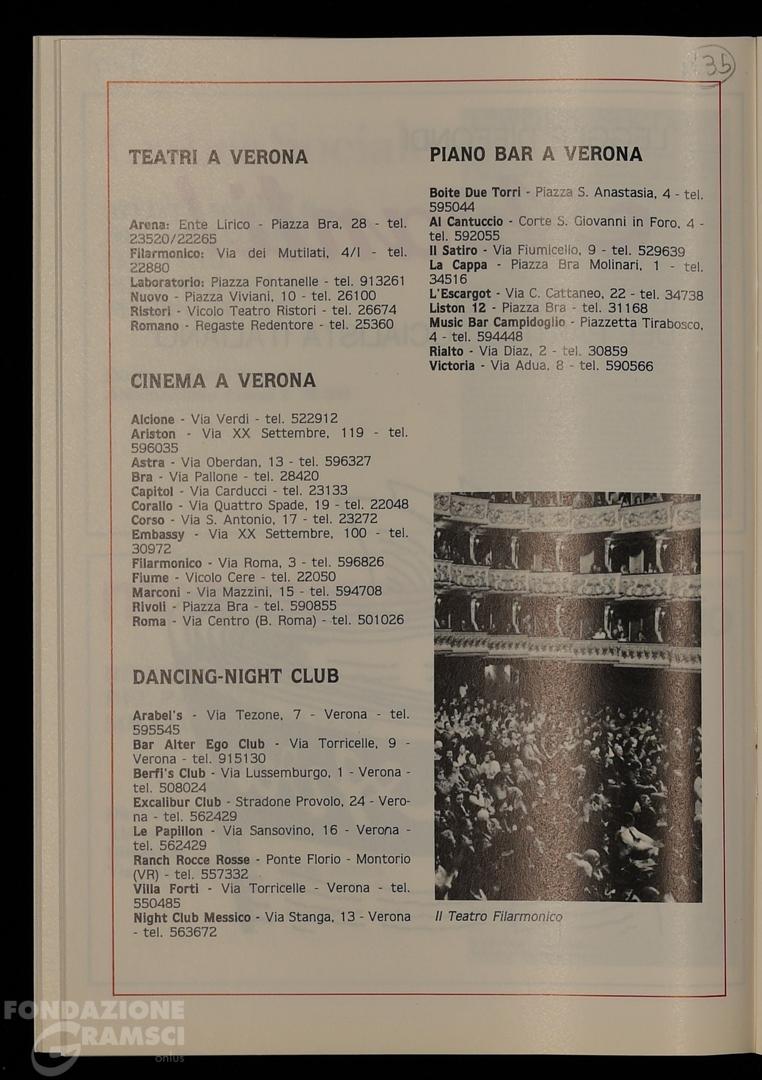 35
TEATRI A VERONA
Arena: Ente Lirico - Piazza Bra, 28 - tel.
23520/22265
Filarmonico: Via dei Mutilati, 4/I - tel.
22880
Laboratorio: Piazza Fontanelle - tel. 913261
Nuovo - Piazza Viviani, 10 - tel. 26100
Ristori - Vicolo Teatro Ristori - tel. 26674
Romano - Regaste Redentore - tel. 25360
CINEMA A VERONA
Alcione - Via Verdi - tel. 522912
Ariston - Via XX Settembre, 119 - tel.
596035
Astra - Via Oberdan, 13 - tel. 596327
Bra - Via Pallone - tel. 28420
Capitol - Via Carducci - tel. 23133
Corallo - Via Quattro Spade, 19 - tel. 22048
Corso - Via S. Antonio, 17 - tel. 23272
Embassy - Via XX Settembre, 100 - tel.
30972
Filarmonico - Via Roma, 3 - tel. 596826
Fiume - Vicolo Cere - tel. 22050
Marconi - Via Mazzini, 15 - tel. 594708
Rivoli - Piazza Bra - tel. 590855
Roma - Via Centro (B. Roma) - tel. 501026
DANCING-NIGHT CLUB
Arabel's - Via Tezone, 7 - Verona - tel.
595545
Bar Alter Ego Club - Via Torricelle, 9 -
Verona - tel. 915130
Berfi's Club - Via Lussemburgo, 1 - Verona -
tel. 508024
Excalibur Club - Stradone Provolo, 24 - Vero-
na - tel. 562429
Le Papillon - Via Sansovino, 16 - Verona -
tel. 562429
Ranch Rocce Rosse - Ponte Florio - Montorio
(VR) - tel. 557332
Villa Forti - Via Torricelle - Verona - tel.
550485
Night Club Messico - Via Stanga, 13 - Verona
- tel. 563672
PIANO BAR A VERONA
Boite Due Torri - Piazza S. Anastasia, 4 - tel.
595044
Al Cantuccio - Corte S. Giovanni in Foro, 4 -
tel. 592055
Il Satiro - Via Fiumicello, 9 - tel. 529639
La Cappa - Piazza Bra Molinari, 1 - tel.
34516
L'Escargot - Via C. Cattaneo, 22 - tel. 34738
Liston 12 - Piazza Bra - tel. 31168
Music Bar Campidoglio - Piazzetta Tirabosco,
4 - tel. 594448
Rialto - Via Diaz, 2 - tel. 30859
Victoria - Via Adua, 8 - tel. 590566
Il Teatro Filarmonico
FONDAZIONE
GRAMSCI
onlus